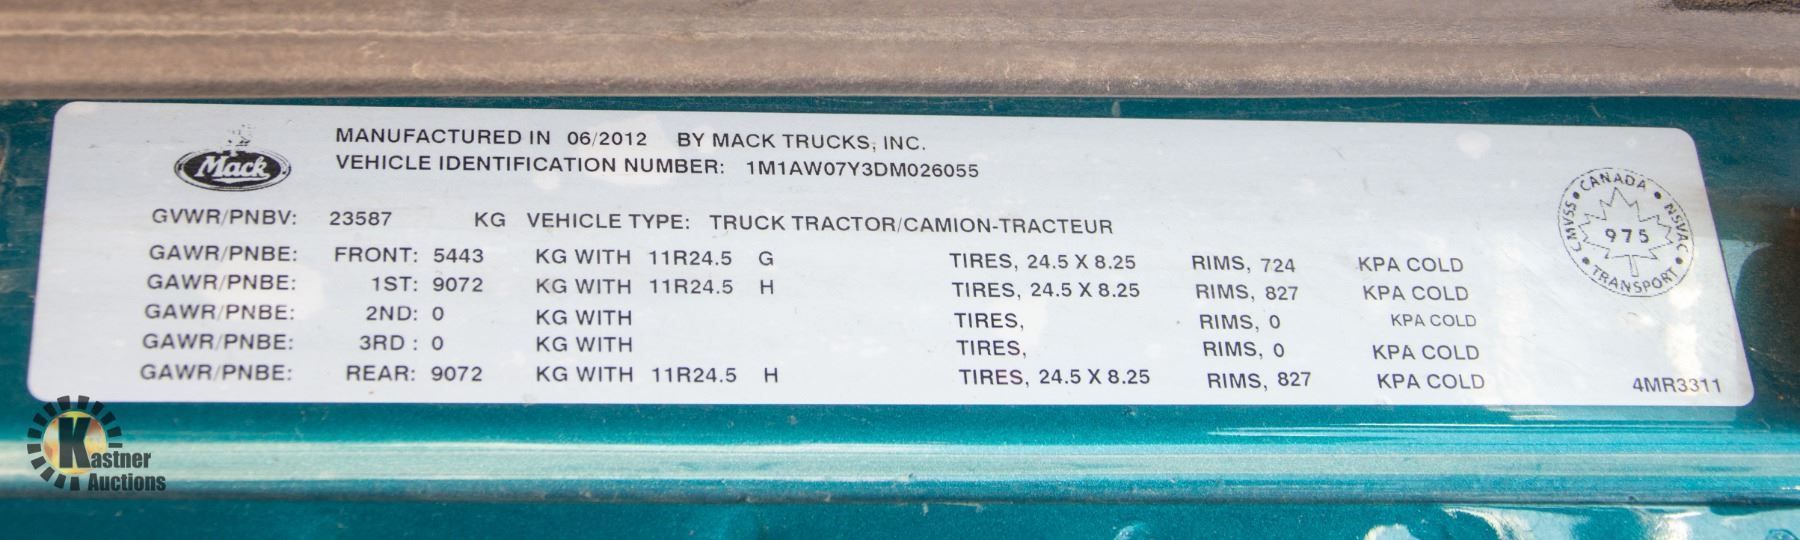 Mack
MANUFACTURED IN 06/2012 BY MACK TRUCKS, INC.
VEHICLE IDENTIFICATION NUMBER: 1M1AW07Y3DM026055
GVWR/PNBV: 23587 KG VEHICLE TYPE: TRUCK TRACTOR/CAMION-TRACTEUR
GAWR/PNBE: FRONT: 5443 KG WITH 11R24.5 G TIRES, 24.5 X 8.25 RIMS, 724 KPA COLD
GAWR/PNBE: 1ST: 9072 KG WITH 11R24.5 H TIRES, 24.5 X 8.25 RIMS, 827 KPA COLD
GAWR/PNBE: 2ND: 0 KG WITH TIRES, RIMS, 0 KPA COLD
GAWR/PNBE: 3RD : 0 KG WITH TIRES, RIMS, 0 KPA COLD
GAWR/PNBE: REAR: 9072 KG WITH 11R24.5 H TIRES, 24.5 X 8.25 RIMS, 827 KPA COLD
CANADA
CMVSS 975 NSVAC
TRANSPORT
4MR3311
Kastner
Auctions